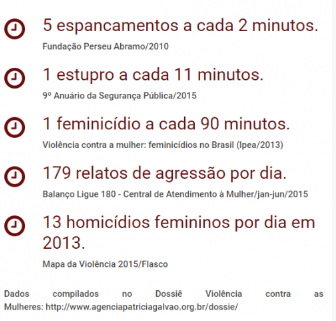 5 espancamentos a cada 2 minutos.
Fundação Perseu Abramo/2010
1 estupro a cada 11 minutos.
9º Anuário da Segurança Pública/2015
1 feminicídio a cada 90 minutos.
Violência contra a mulher: feminicídios no Brasil (Ipea/2013)
179 relatos de agressão por dia.
Balanço Ligue 180 - Central de Atendimento à Mulher/jan-jun/2015
13 homicídios femininos por dia em
2013.
Mapa da Violência 2015/Flasco
Dados compilados no Dossiê Violência contra as
Mulheres: http://www.agenciapatriciagalvao.org.br/dossie/